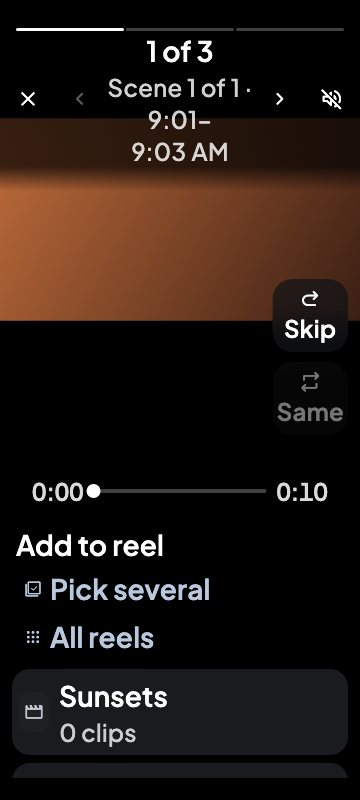 1 of 3
Scene 1 of 1 ·
9:01–
9:03 AM
Skip
Same
0:00
0:10
Add to reel
Pick several
All reels
Sunsets
0 clips